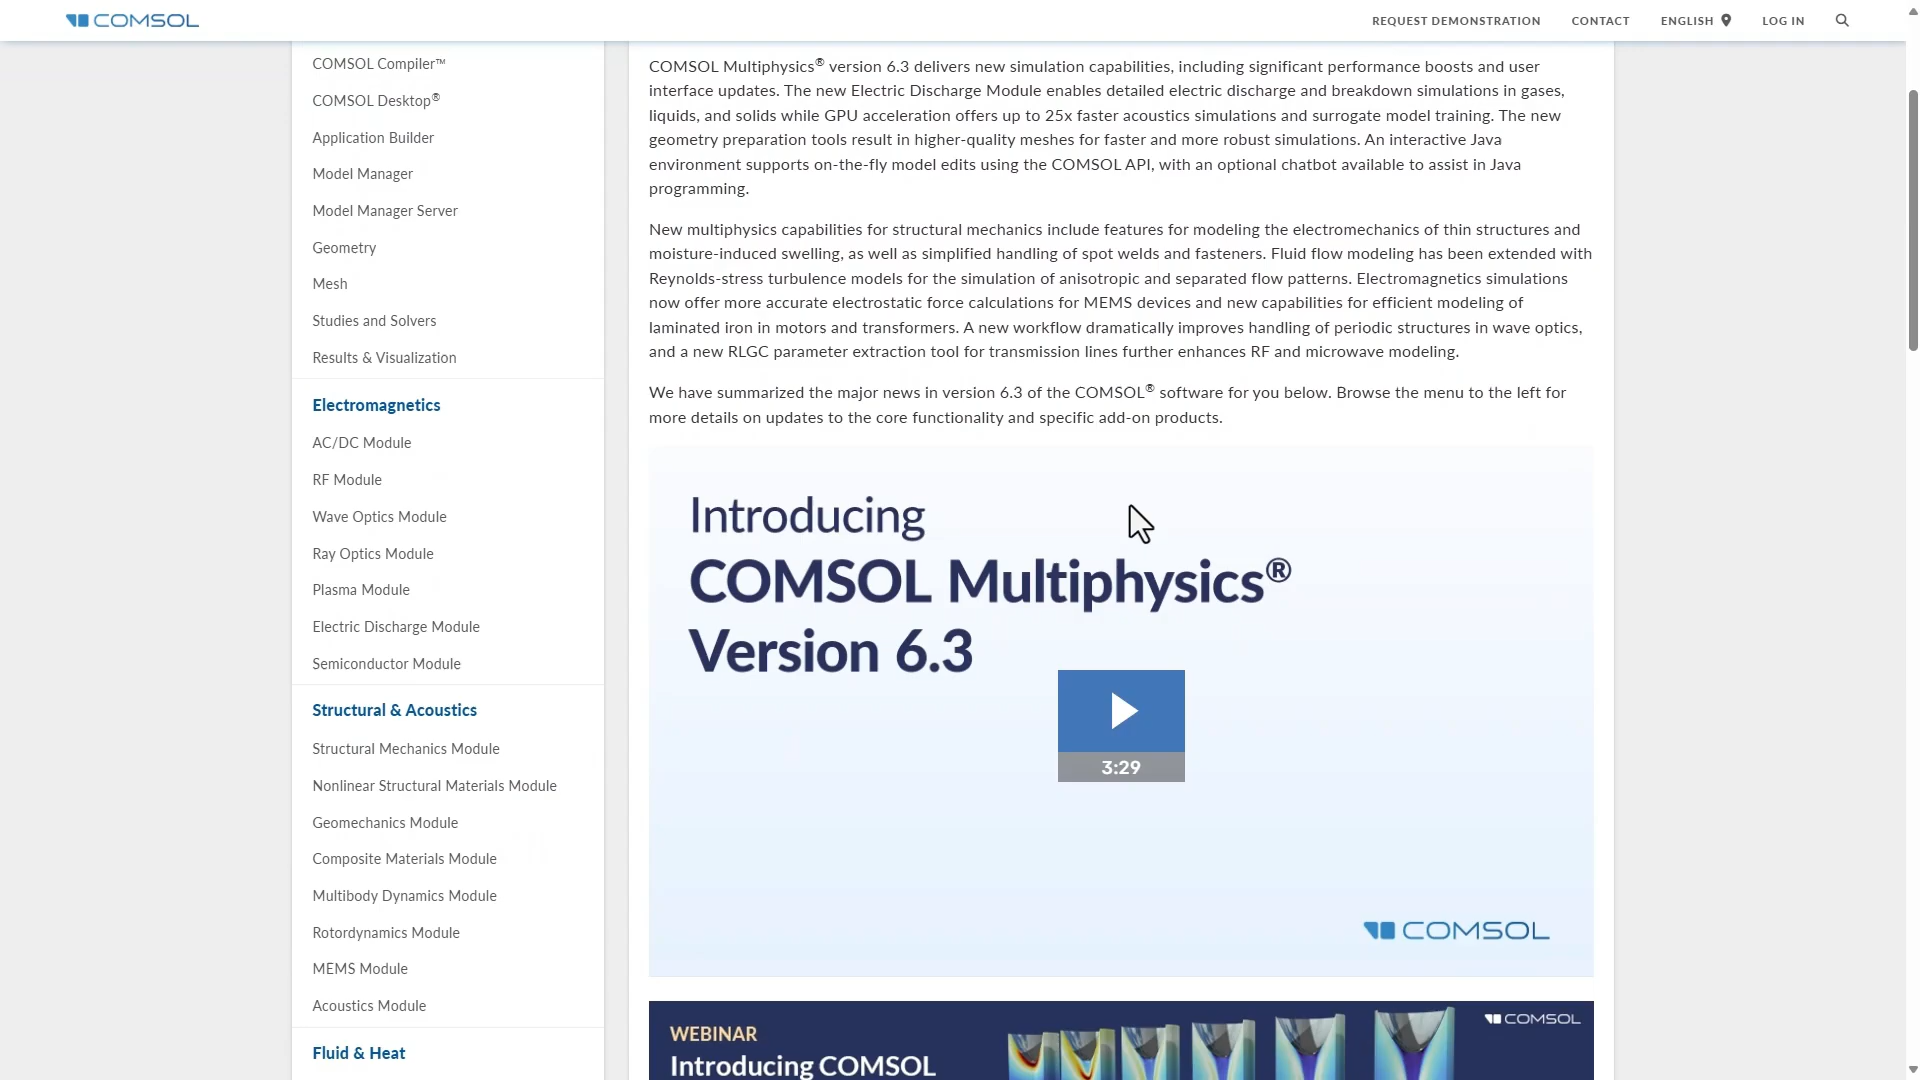 COMSOL
REQUEST DEMONSTRATION
CONTACT
ENGLISH
LOG IN
COMSOL Compiler™
COMSOL Desktop®
Application Builder
Model Manager
Model Manager Server
Geometry
Mesh
Studies and Solvers
Results & Visualization
Electromagnetics
AC/DC Module
RF Module
Wave Optics Module
Ray Optics Module
Plasma Module
Electric Discharge Module
Semiconductor Module
Structural & Acoustics
Structural Mechanics Module
Nonlinear Structural Materials Module
Geomechanics Module
Composite Materials Module
Multibody Dynamics Module
Rotordynamics Module
MEMS Module
Acoustics Module
Fluid & Heat
COMSOL Multiphysics® version 6.3 delivers new simulation capabilities, including significant performance boosts and user
interface updates. The new Electric Discharge Module enables detailed electric discharge and breakdown simulations in gases,
liquids, and solids while GPU acceleration offers up to 25x faster acoustics simulations and surrogate model training. The new
geometry preparation tools result in higher-quality meshes for faster and more robust simulations. An interactive Java
environment supports on-the-fly model edits using the COMSOL API, with an optional chatbot available to assist in Java
programming.
New multiphysics capabilities for structural mechanics include features for modeling the electromechanics of thin structures and
moisture-induced swelling, as well as simplified handling of spot welds and fasteners. Fluid flow modeling has been extended with
Reynolds-stress turbulence models for the simulation of anisotropic and separated flow patterns. Electromagnetics simulations
now offer more accurate electrostatic force calculations for MEMS devices and new capabilities for efficient modeling of
laminated iron in motors and transformers. A new workflow dramatically improves handling of periodic structures in wave optics,
and a new RLGC parameter extraction tool for transmission lines further enhances RF and microwave modeling.
We have summarized the major news in version 6.3 of the COMSOL® software for you below. Browse the menu to the left for
more details on updates to the core functionality and specific add-on products.
Introducing
COMSOL Multiphysics®
Version 6.3
3:29
COMSOL
WEBINAR
Introducing COMSOL
COMSOL